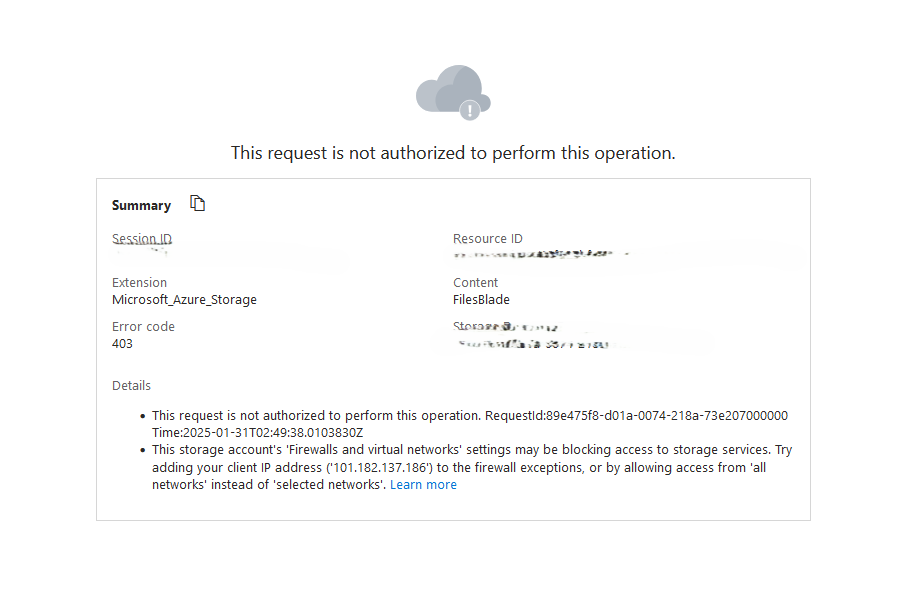 This request is not authorized to perform this operation.
Summary
Session ID
Resource ID
Extension
Microsoft_Azure_Storage
Content
FilesBlade
Error code
403
Details
• This request is not authorized to perform this operation. RequestId:89e475f8-d01a-0074-218a-73e207000000
Time:2025-01-31T02:49:38.0103830Z
• This storage account's 'Firewalls and virtual networks' settings may be blocking access to storage services. Try
adding your client IP address ('101.182.137.186') to the firewall exceptions, or by allowing access from 'all
networks' instead of 'selected networks'. Learn more